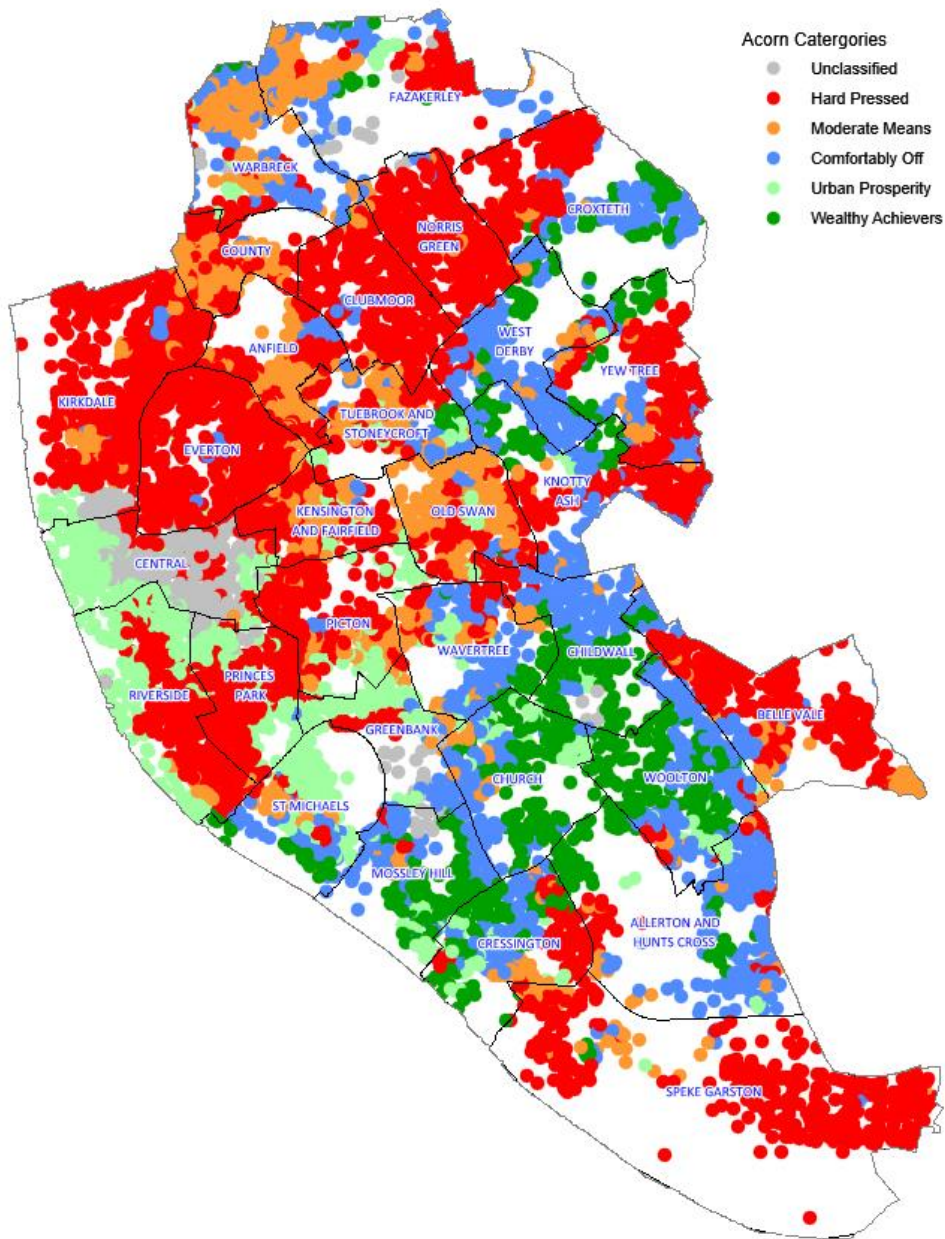 Acorn Catergories
Unclassified
Hard Pressed
Moderate Means
Comfortably Off
Urban Prosperity
Wealthy Achievers
FAZAKERLEY
WARBRECK
CROXTETH
NORRIS
GREEN
COUNTY
CLUBMOOR
ANFIELD
WEST
DERBY
YEW TREE
KIRKDALE
TUEBROOK AND
STONEYCROFT
EVERTON
KNOTTY
ASH
KENSINGTON
AND FAIRFIELD
OLD SWAN
CENTRAL
PICTON
WAVERTREE
CHILDWALL
RIVERSIDE
PRINCES
PARK
BELLE VALE
GREENBANK
CHURCH
WOOLTON
ST MICHAELS
MOSSLEY HILL
CRESSINGTON
ALLERTON AND
HUNTS CROSS
SPEKE GARSTON